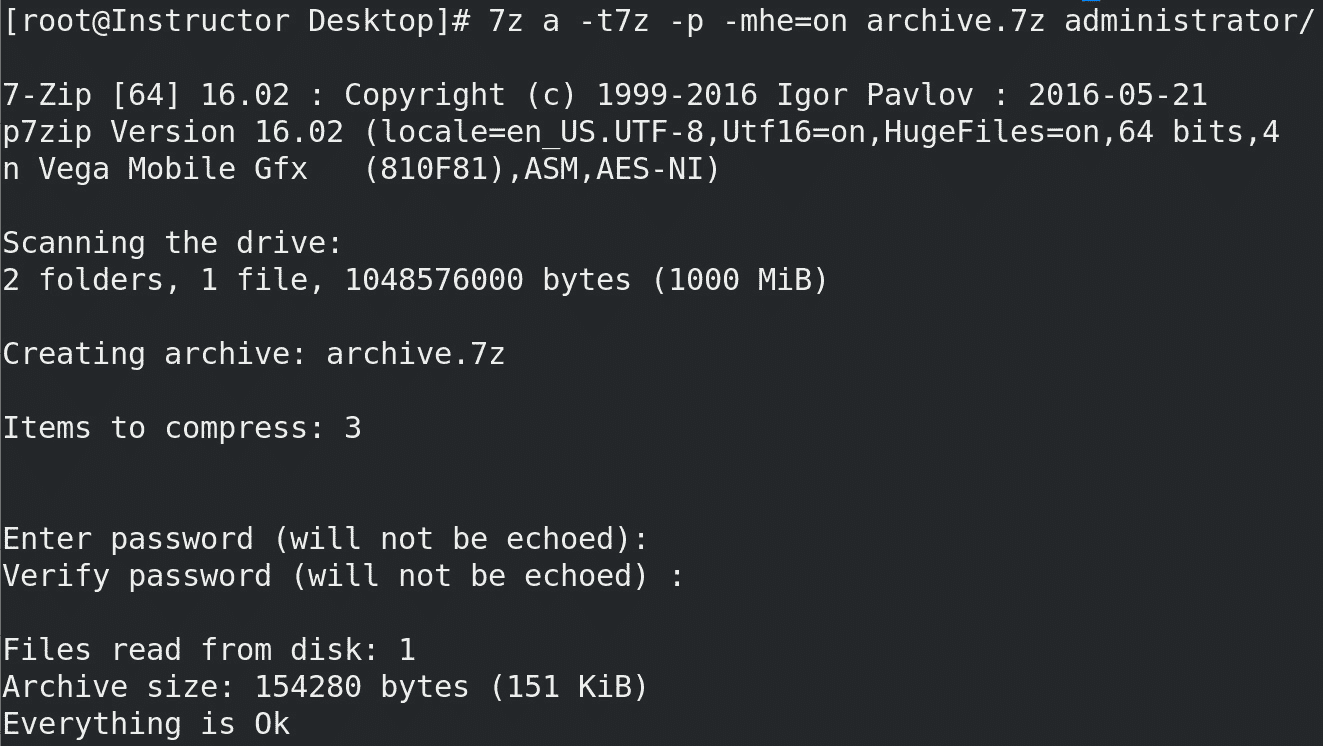 [root@Instructor Desktop]# 7z a -t7z -p -mhe=on archive.7z administrator/
7-Zip [64] 16.02 : Copyright (c) 1999-2016 Igor Pavlov : 2016-05-21
p7zip Version 16.02 (locale=en_US.UTF-8,Utf16=on,HugeFiles=on,64 bits,4
n Vega Mobile Gfx   (810F81),ASM,AES-NI)
Scanning the drive:
2 folders, 1 file, 1048576000 bytes (1000 MiB)
Creating archive: archive.7z
Items to compress: 3
Enter password (will not be echoed):
Verify password (will not be echoed) :
Files read from disk: 1
Archive size: 154280 bytes (151 KiB)
Everything is Ok